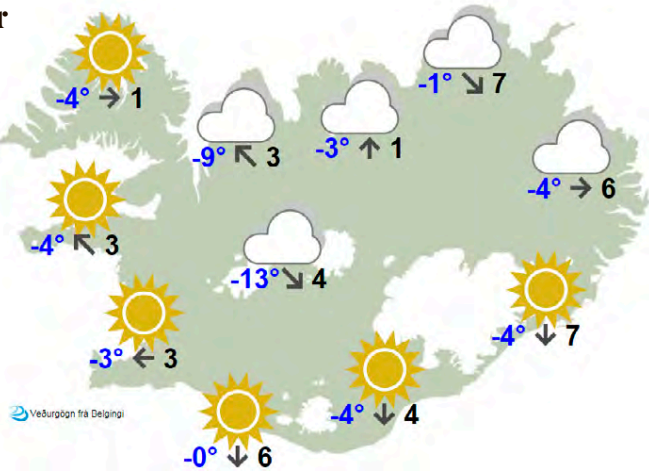 r
-4° → 1
-1° ↘ 7
-9° ↖ 3
-3° ↑ 1
-4° → 6
-4° ↖ 3
-13° ↘ 4
-4° ↓ 7
-3° ← 3
-4° ↓ 4
Veðurgögn frá Belgingi
-0° ↓ 6